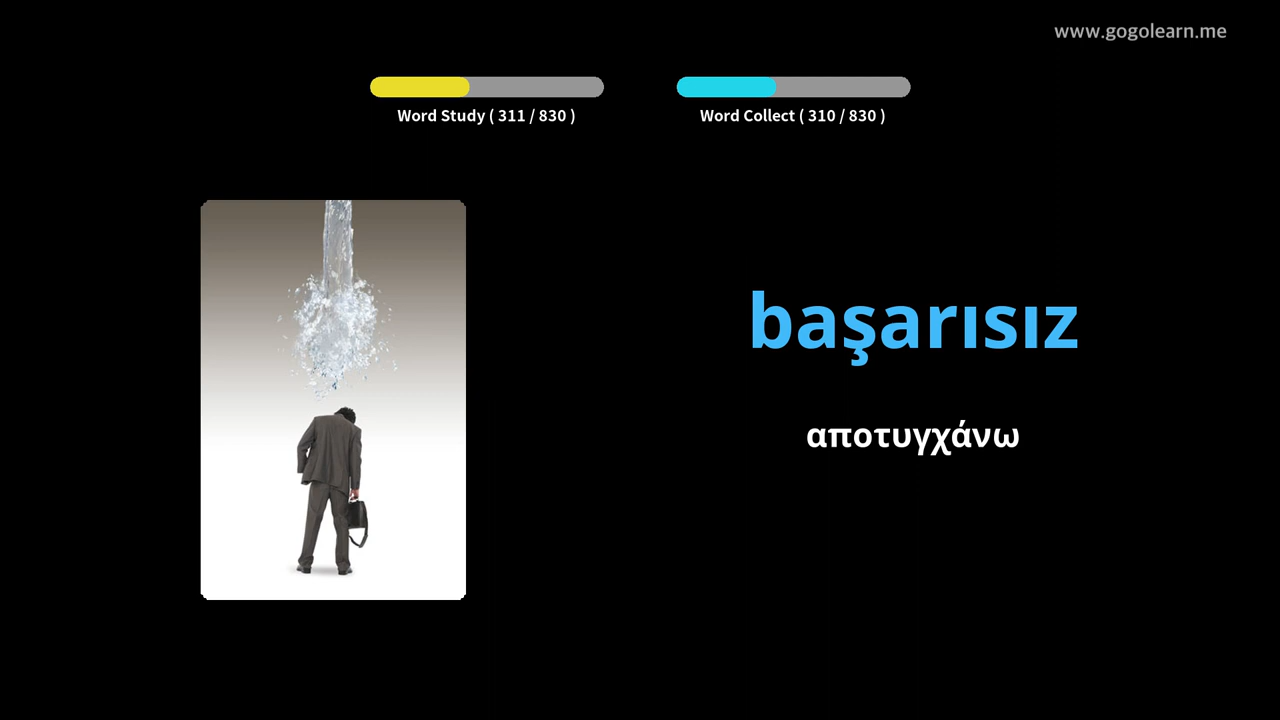 www.gogolearn.me
Word Study ( 311 / 830 )
Word Collect ( 310 / 830 )
başarısız
αποτυγχάνω